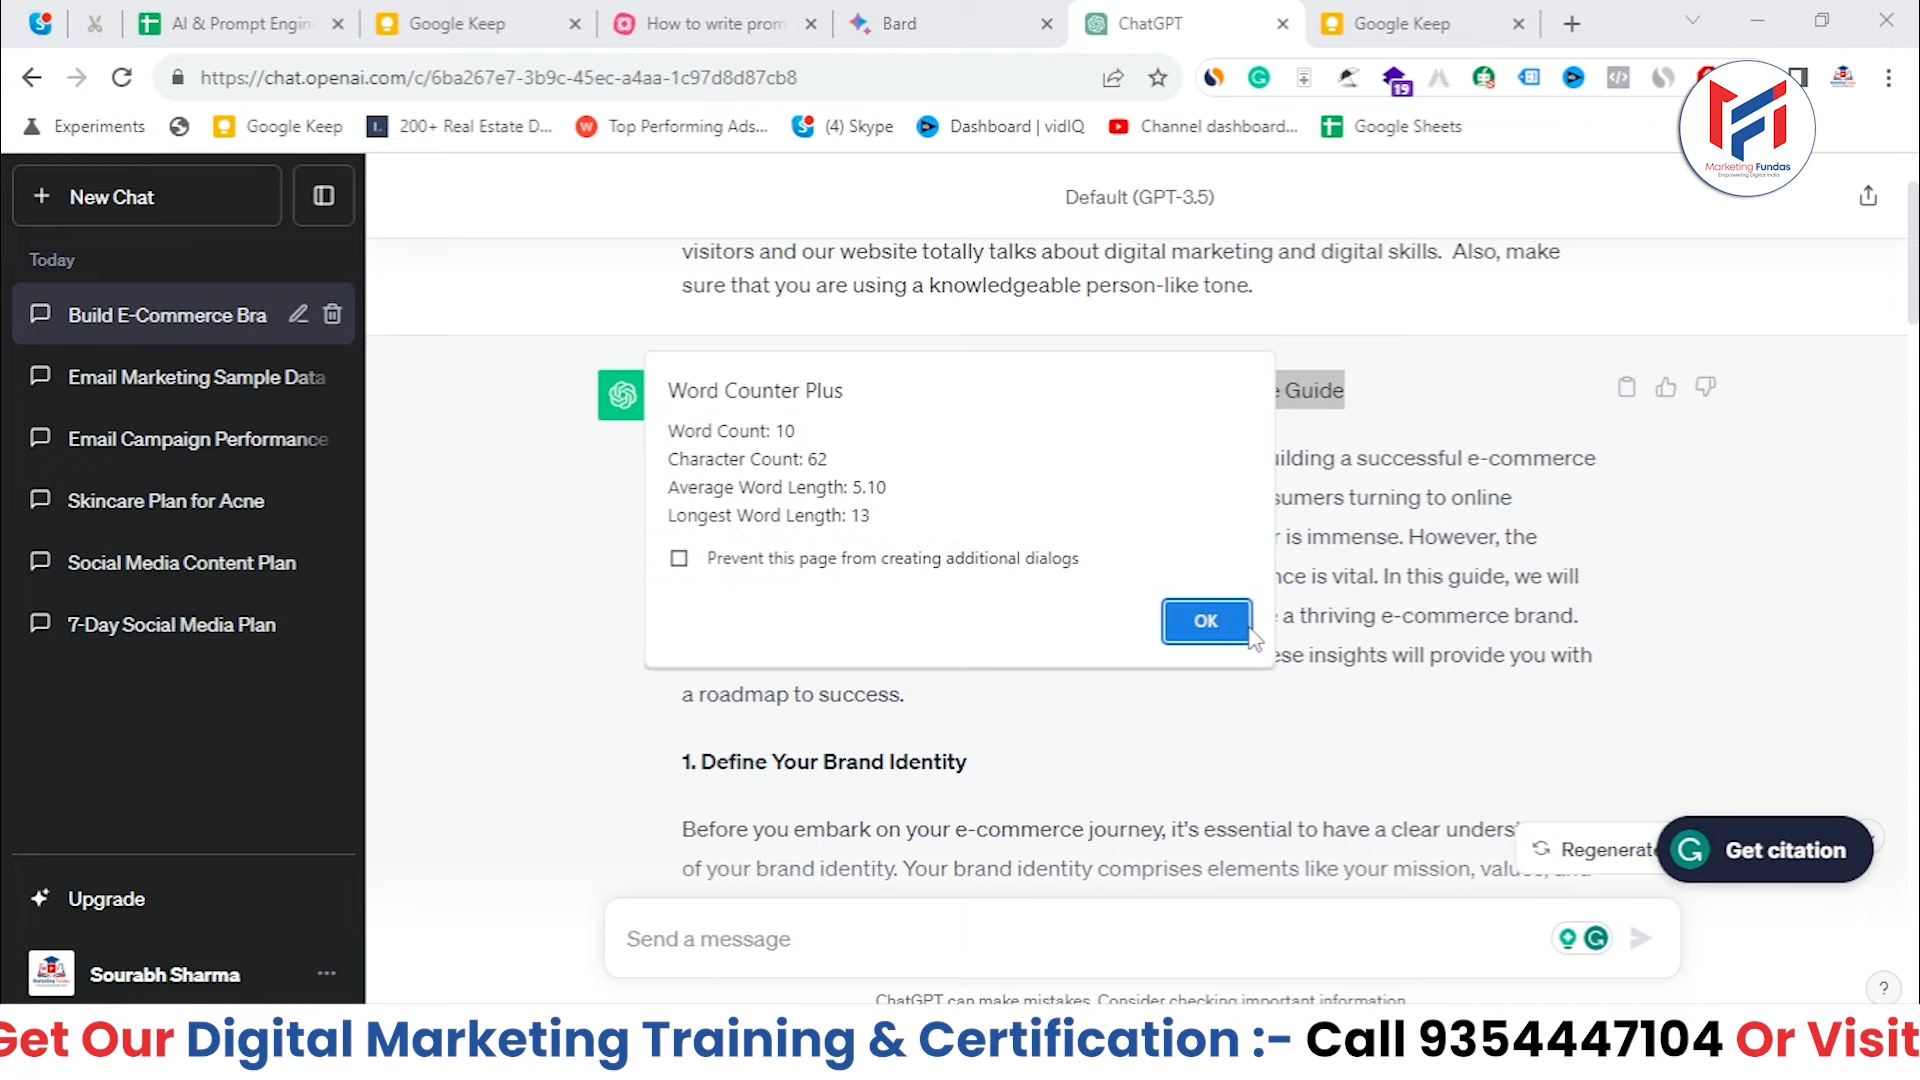 AI & Prompt Engin
Google Keep
How to write prom
Bard
ChatGPT
Google Keep
https://chat.openai.com/c/6ba267e7-3b9c-45ec-a4aa-1c97d8d87cb8
19
Experiments
Google Keep
200+ Real Estate D...
Top Performing Ads...
(4) Skype
Dashboard | vidIQ
Channel dashboard...
Google Sheets
Marketing Fundas
Empowering Digital India
New Chat
Default (GPT-3.5)
Today
Build E-Commerce Bra
Email Marketing Sample Data
Email Campaign Performance
Skincare Plan for Acne
Social Media Content Plan
7-Day Social Media Plan
Upgrade
Sourabh Sharma
visitors and our website totally talks about digital marketing and digital skills. Also, make
sure that you are using a knowledgeable person-like tone.
Word Counter Plus
Word Count: 10
Character Count: 62
Average Word Length: 5.10
Longest Word Length: 13
Prevent this page from creating additional dialogs
OK
e Guide
uilding a successful e-commerce
sumers turning to online
r is immense. However, the
nce is vital. In this guide, we will
a thriving e-commerce brand.
ese insights will provide you with
a roadmap to success.
1. Define Your Brand Identity
Before you embark on your e-commerce journey, it's essential to have a clear unders
of your brand identity. Your brand identity comprises elements like your mission, values, and
Regenerate
Get citation
Send a message
ChatGPT can make mistakes. Consider checking important information.
?
Get Our Digital Marketing Training & Certification :- Call 9354447104 Or Visit